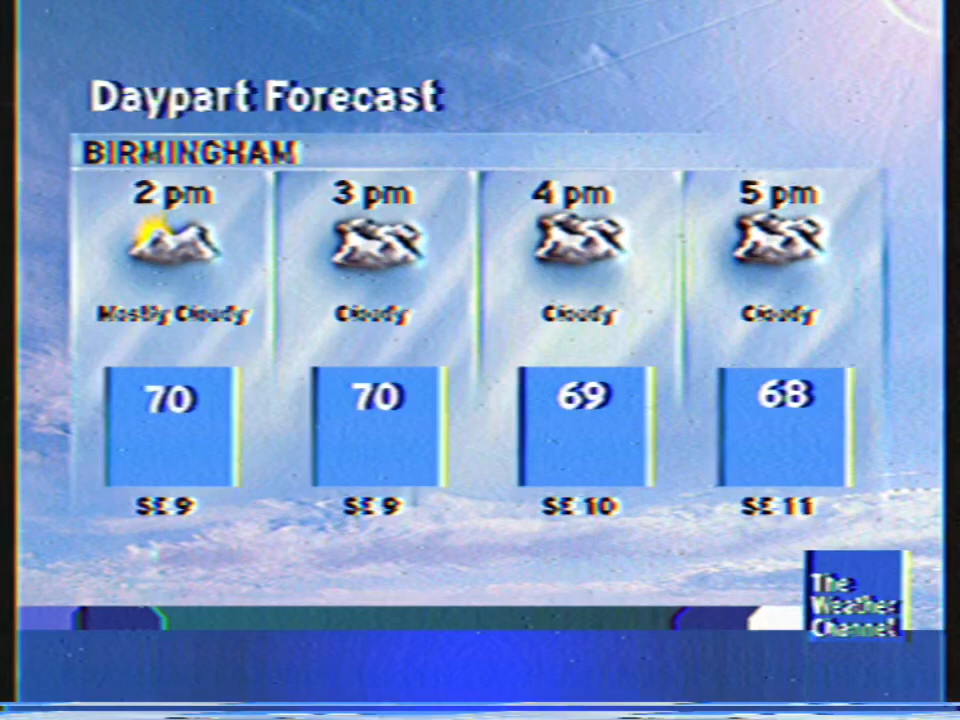 Daypart Forecast
BIRMINGHAM
2 pm 3 pm 4 pm 5 pm
Mostly Cloudy Cloudy Cloudy Cloudy
70 70 69 68
SE 9 SE 9 SE 10 SE 11
The
Weather
Channel